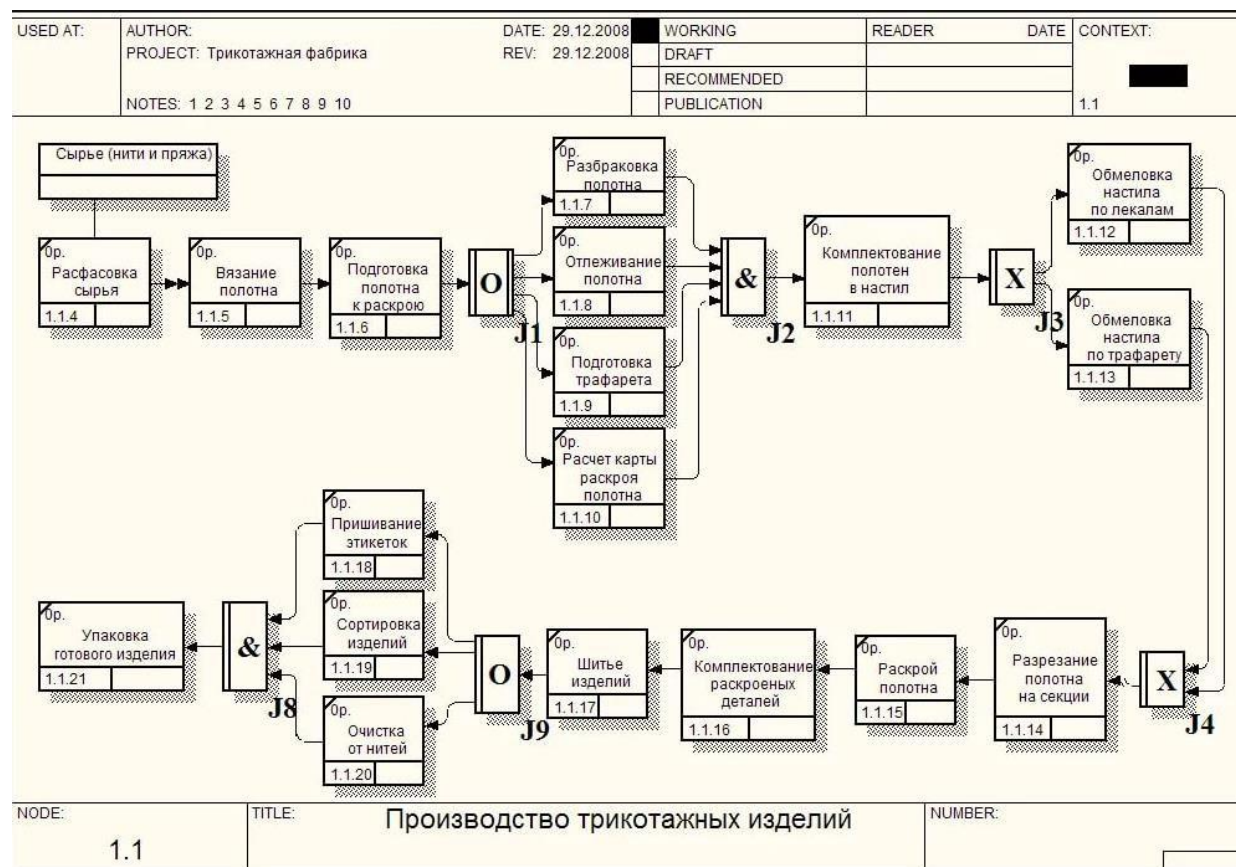 USED AT:
AUTHOR:
DATE: 29.12.2008
WORKING
READER
DATE
CONTEXT:
PROJECT: Трикотажная фабрика
REV: 29.12.2008
DRAFT
RECOMMENDED
NOTES: 1 2 3 4 5 6 7 8 9 10
PUBLICATION
1.1
Сырье (нити и пряжа)
0р.
Расфасовка
сырья
1.1.4
0р.
Вязание
полотна
1.1.5
0р.
Подготовка
полотна
к раскрою
1.1.6
O
J1
0р.
Разбраковка
полотна
1.1.7
0р.
Отлеживание
полотна
1.1.8
0р.
Подготовка
трафарета
1.1.9
0р.
Расчет карты
раскроя
полотна
1.1.10
&
J2
0р.
Комплектование
полотен
в настил
1.1.11
X
J3
0р.
Обмеловка
настила
по лекалам
1.1.12
0р.
Обмеловка
настила
по трафарету
1.1.13
X
J4
0р.
Разрезание
полотна
на секции
1.1.14
0р.
Раскрой
полотна
1.1.15
0р.
Комплектование
раскроеных
деталей
1.1.16
0р.
Шитье
изделий
1.1.17
O
J9
0р.
Пришивание
этикеток
1.1.18
0р.
Сортировка
изделий
1.1.19
0р.
Очистка
от нитей
1.1.20
&
J8
0р.
Упаковка
готового изделия
1.1.21
NODE:
1.1
TITLE:
Производство трикотажных изделий
NUMBER: